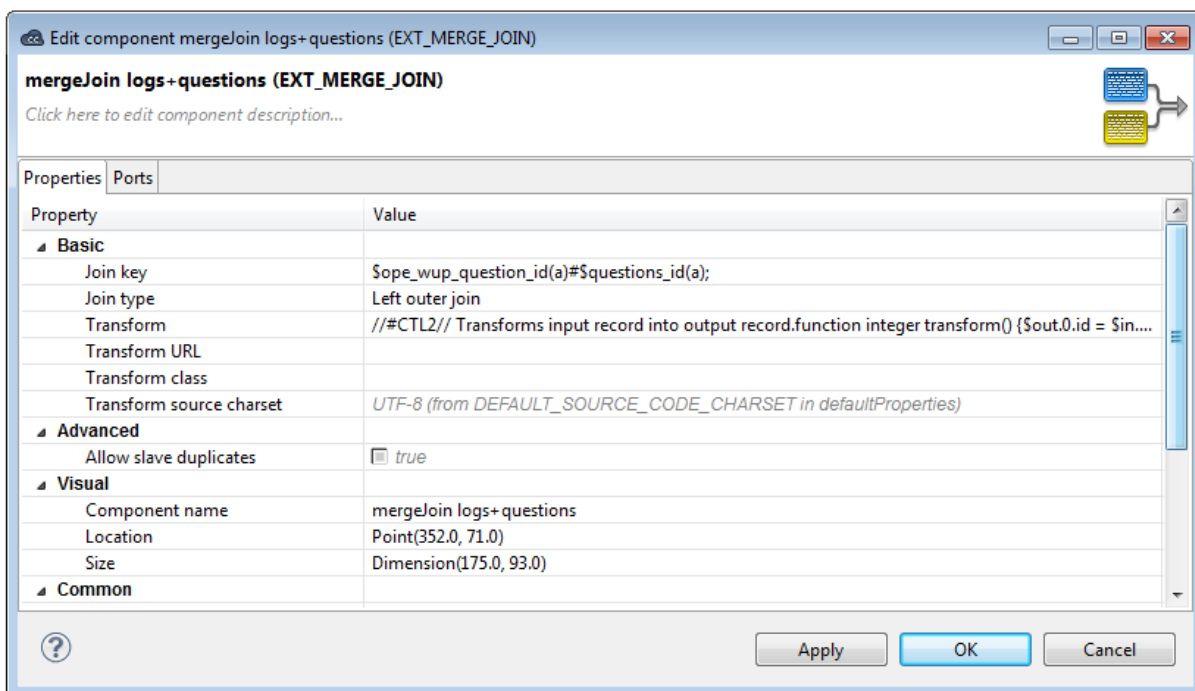 Edit component mergeJoin logs+questions (EXT_MERGE_JOIN)
mergeJoin logs+questions (EXT_MERGE_JOIN)
Click here to edit component description...
Properties Ports
Property Value
Basic
Join key $ope_wup_question_id(a)#$questions_id(a);
Join type Left outer join
Transform //#CTL2// Transforms input record into output record.function integer transform() {$out.0.id = $in....
Transform URL
Transform class
Transform source charset UTF-8 (from DEFAULT_SOURCE_CODE_CHARSET in defaultProperties)
Advanced
Allow slave duplicates true
Visual
Component name mergeJoin logs+questions
Location Point(352.0, 71.0)
Size Dimension(175.0, 93.0)
Common
? Apply OK Cancel